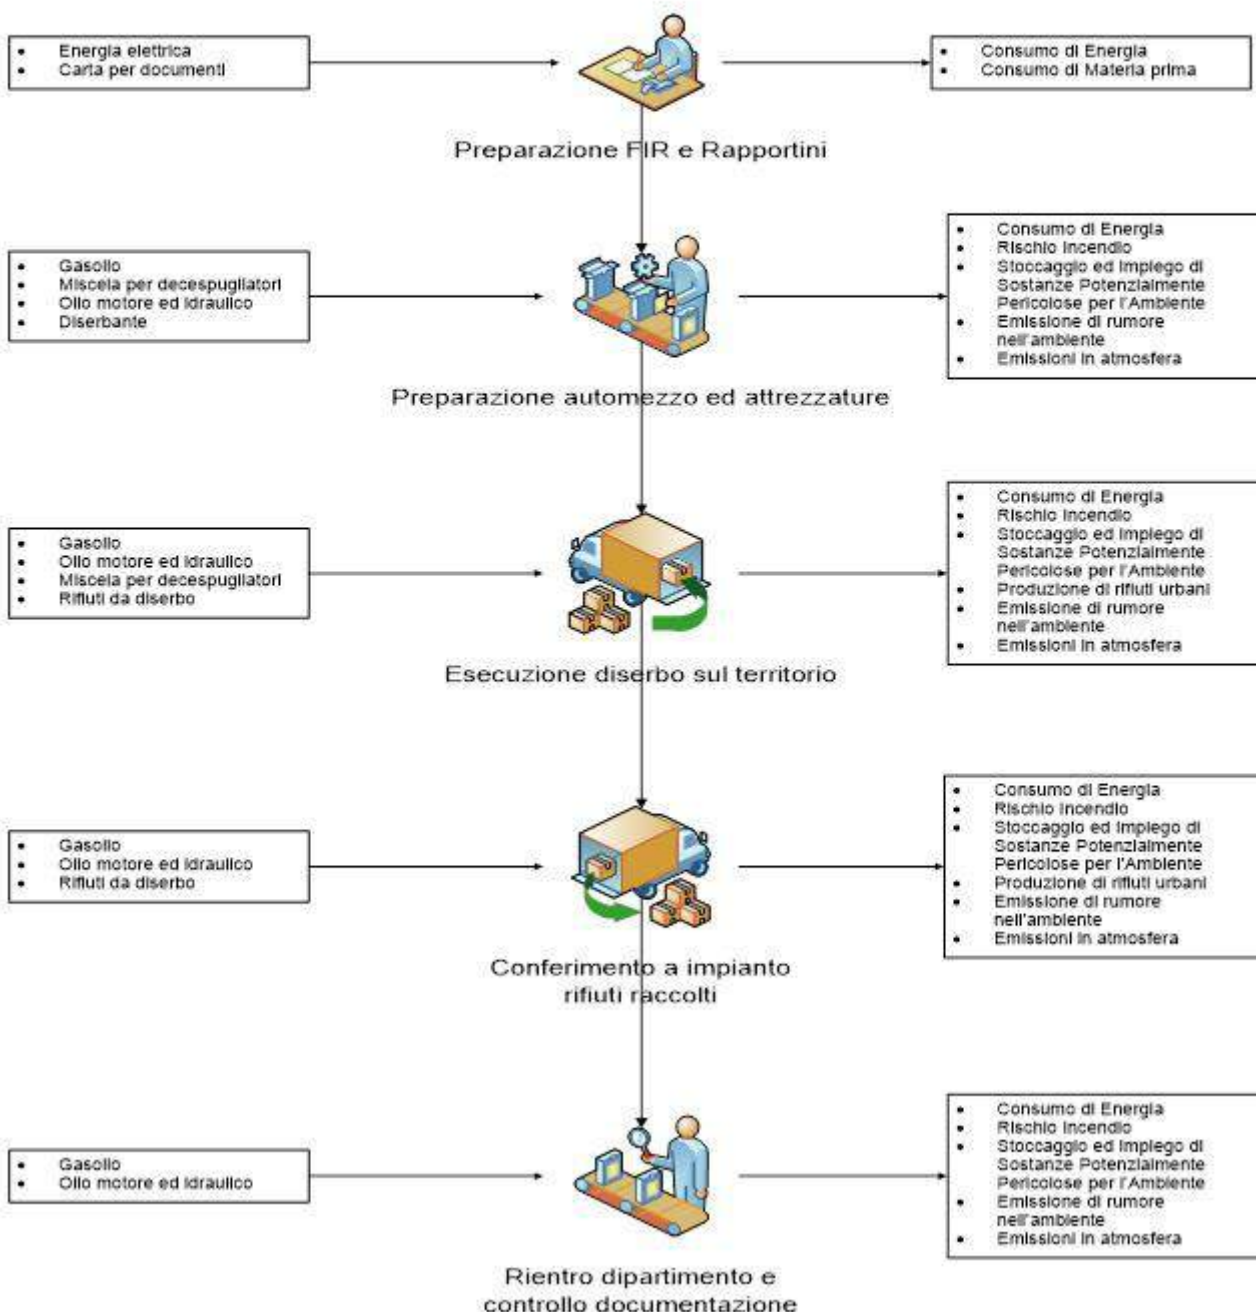 Energia elettrica
Carta per documenti
Consumo di Energia
Consumo di Materia prima
Preparazione FIR e Rapportini
Gasolio
Miscela per decespugliatori
Olio motore ed idraulico
Diserbante
Consumo di Energia
Rischio Incendio
Stoccaggio ed Impiego di
Sostanze Potenzialmente
Pericolose per l'Ambiente
Emissione di rumore
nell'ambiente
Emissioni in atmosfera
Preparazione automezzo ed attrezzature
Gasolio
Olio motore ed idraulico
Miscela per decespugliatori
Rifiuti da diserbo
Consumo di Energia
Rischio Incendio
Stoccaggio ed Impiego di
Sostanze Potenzialmente
Pericolose per l'Ambiente
Produzione di rifiuti urbani
Emissione di rumore
nell'ambiente
Emissioni in atmosfera
Esecuzione diserbo sul territorio
Gasolio
Olio motore ed idraulico
Rifiuti da diserbo
Consumo di Energia
Rischio Incendio
Stoccaggio ed Impiego di
Sostanze Potenzialmente
Pericolose per l'Ambiente
Produzione di rifiuti urbani
Emissione di rumore
nell'ambiente
Emissioni in atmosfera
Conferimento a impianto
rifiuti raccolti
Gasolio
Olio motore ed idraulico
Consumo di Energia
Rischio Incendio
Stoccaggio ed Impiego di
Sostanze Potenzialmente
Pericolose per l'Ambiente
Emissione di rumore
nell'ambiente
Emissioni in atmosfera
Rientro dipartimento e
controllo documentazione